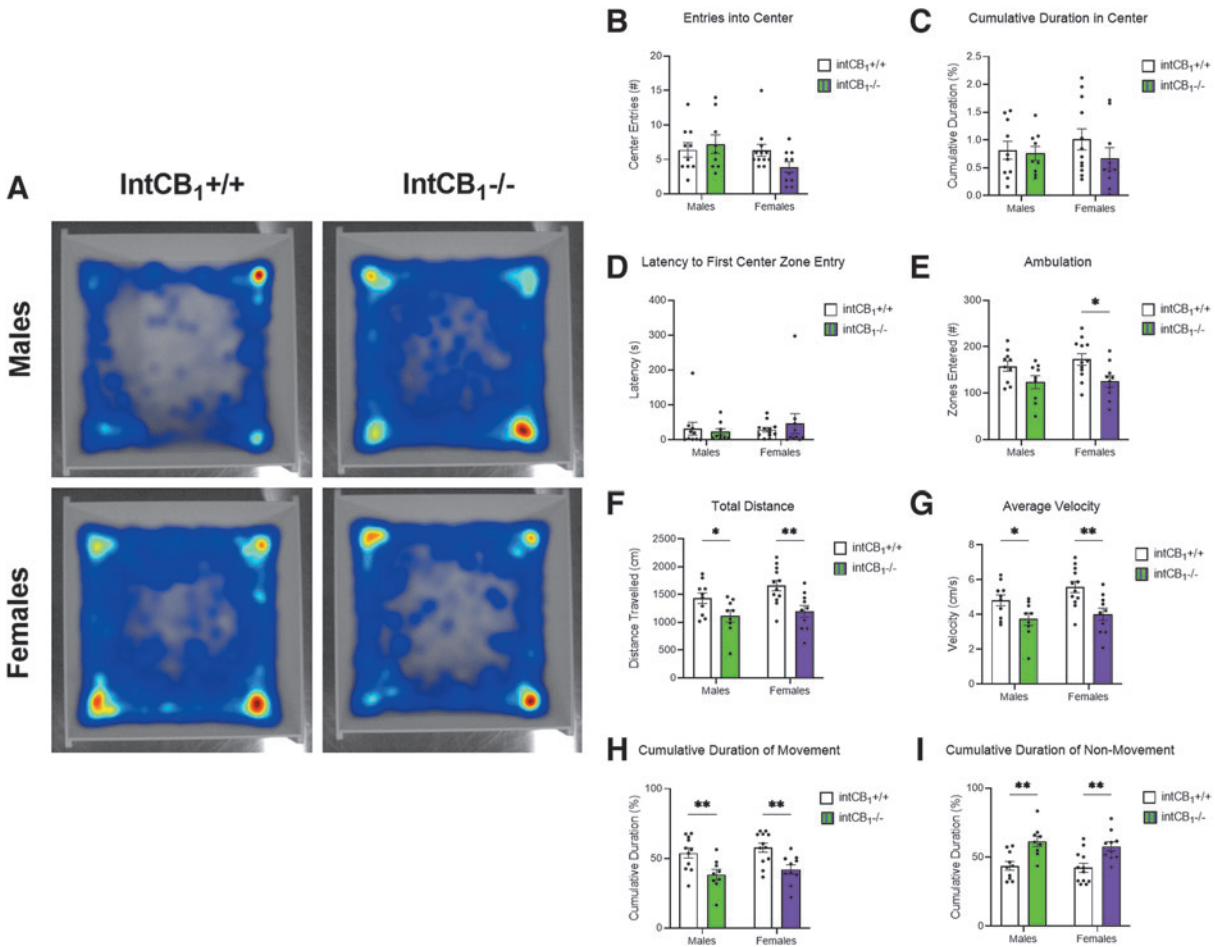 A
IntCB₁+/+
IntCB₁-/-
Males
Females
B
Entries into Center
Center Entries (#)
20
15
10
5
0
Males
Females
intCB₁+/+
intCB₁-/-
C
Cumulative Duration in Center
Cumulative Duration (%)
2.5
2.0
1.5
1.0
0.5
0.0
Males
Females
intCB₁+/+
intCB₁-/-
D
Latency to First Center Zone Entry
Latency (s)
400
300
200
100
0
Males
Females
intCB₁+/+
intCB₁-/-
E
Ambulation
Zones Entered (#)
300
200
100
0
*
Males
Females
intCB₁+/+
intCB₁-/-
F
Total Distance
Distance Travelled (cm)
2500
2000
1500
1000
500
0
*
**
Males
Females
intCB₁+/+
intCB₁-/-
G
Average Velocity
Velocity (cm/s)
8
6
4
2
0
*
**
Males
Females
intCB₁+/+
intCB₁-/-
H
Cumulative Duration of Movement
Cumulative Duration (%)
100
50
0
**
**
Males
Females
intCB₁+/+
intCB₁-/-
I
Cumulative Duration of Non-Movement
Cumulative Duration (%)
100
50
0
**
**
Males
Females
intCB₁+/+
intCB₁-/-